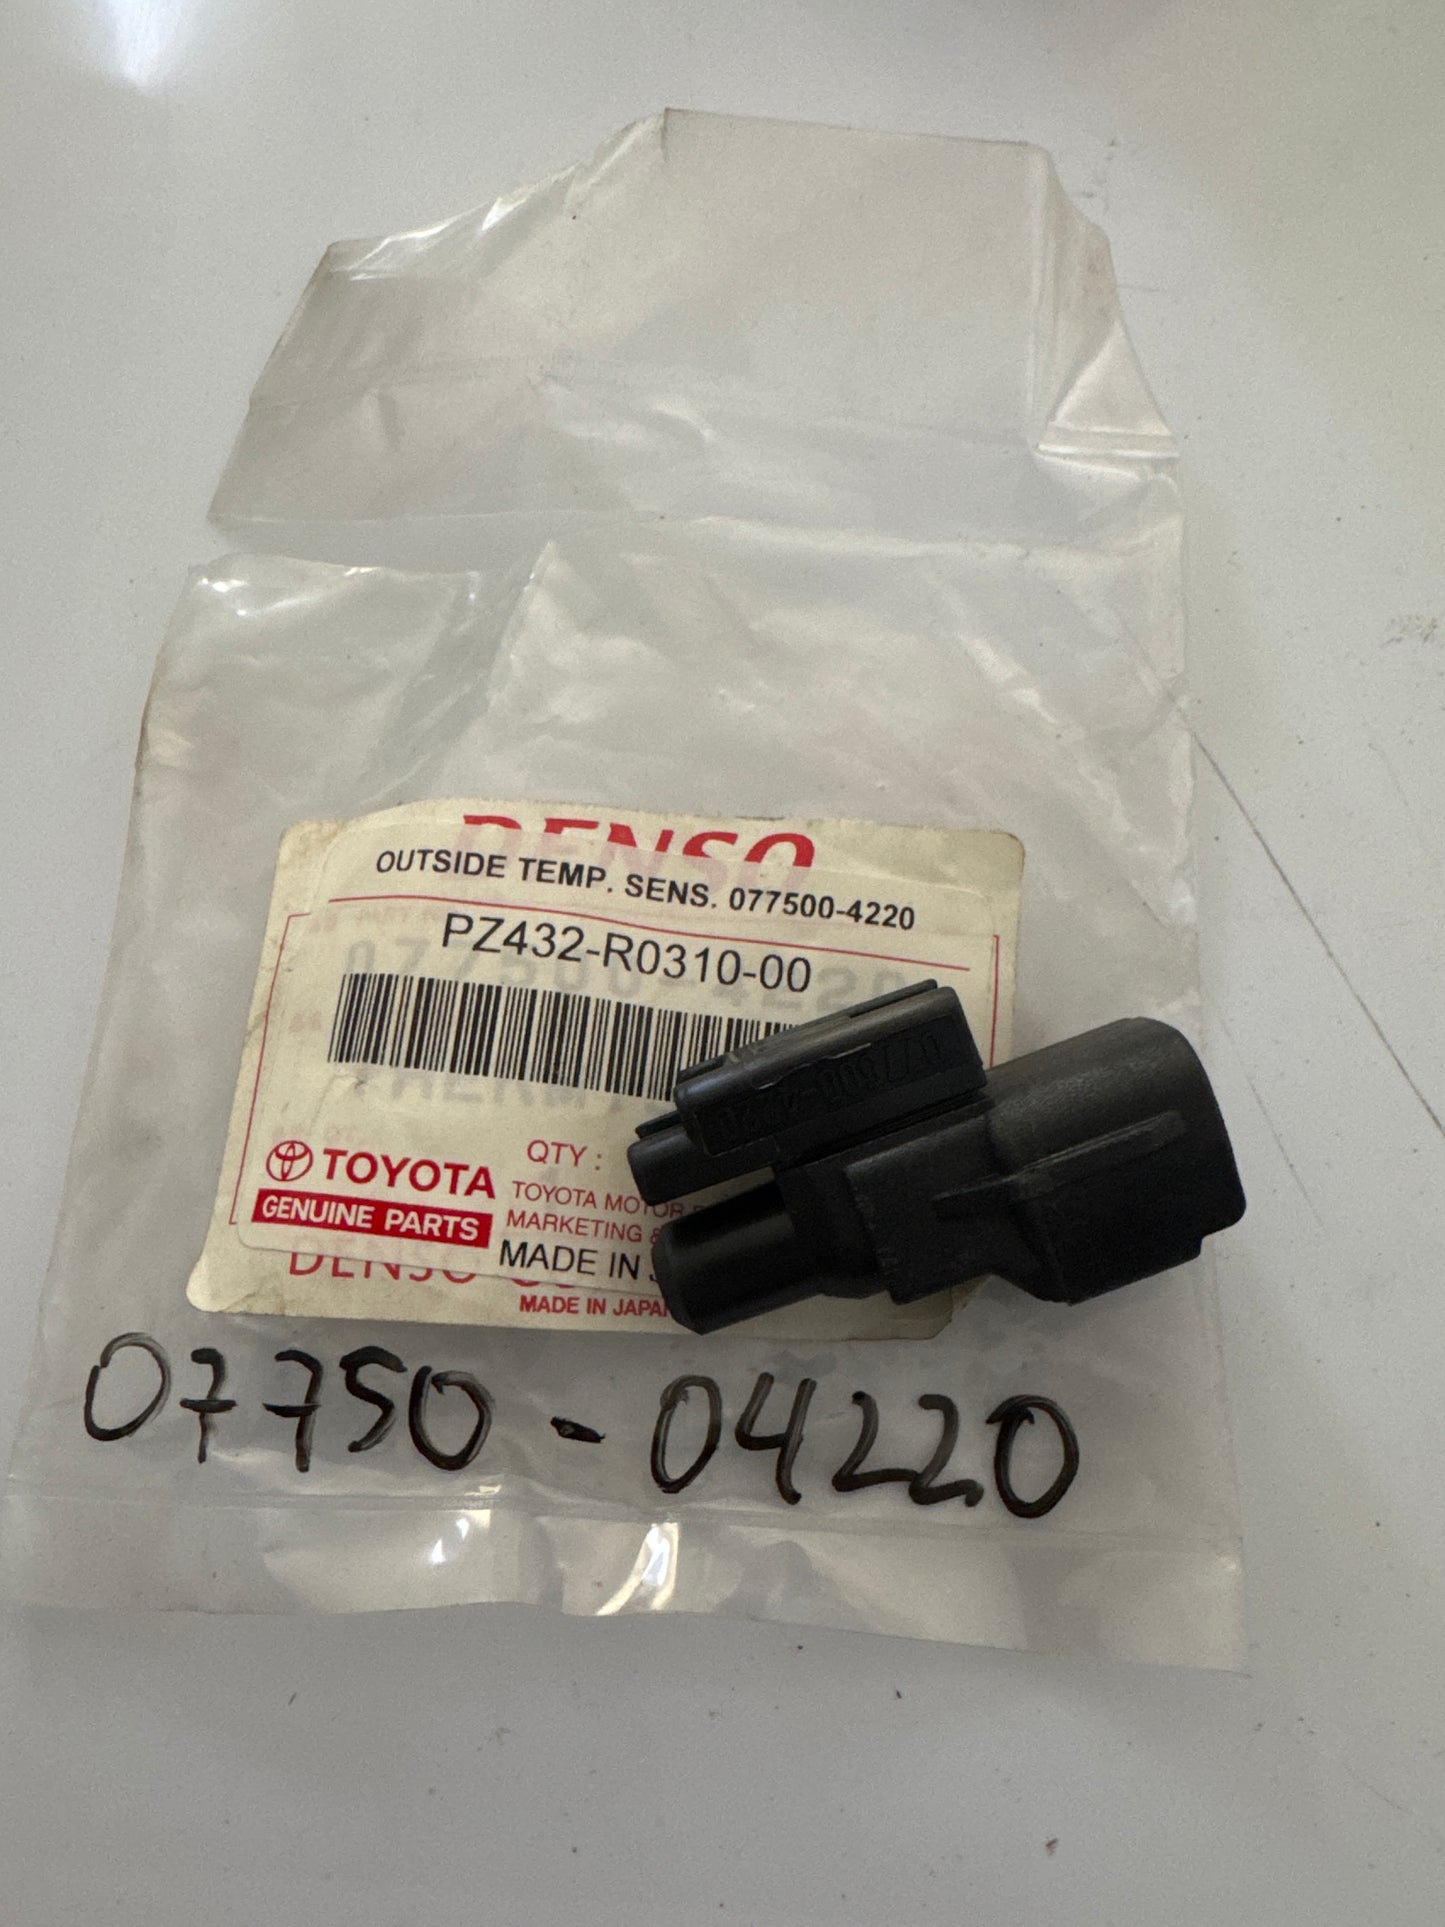 DENSO
OUTSIDE TEMP. SENS. 077500-4220
PZ432-R0310-00
TOYOTA
GENUINE PARTS
QTY :
TOYOTA MOTOR
MARKETING &
MADE IN
DENSO
MADE IN JAPAN
07750-04220